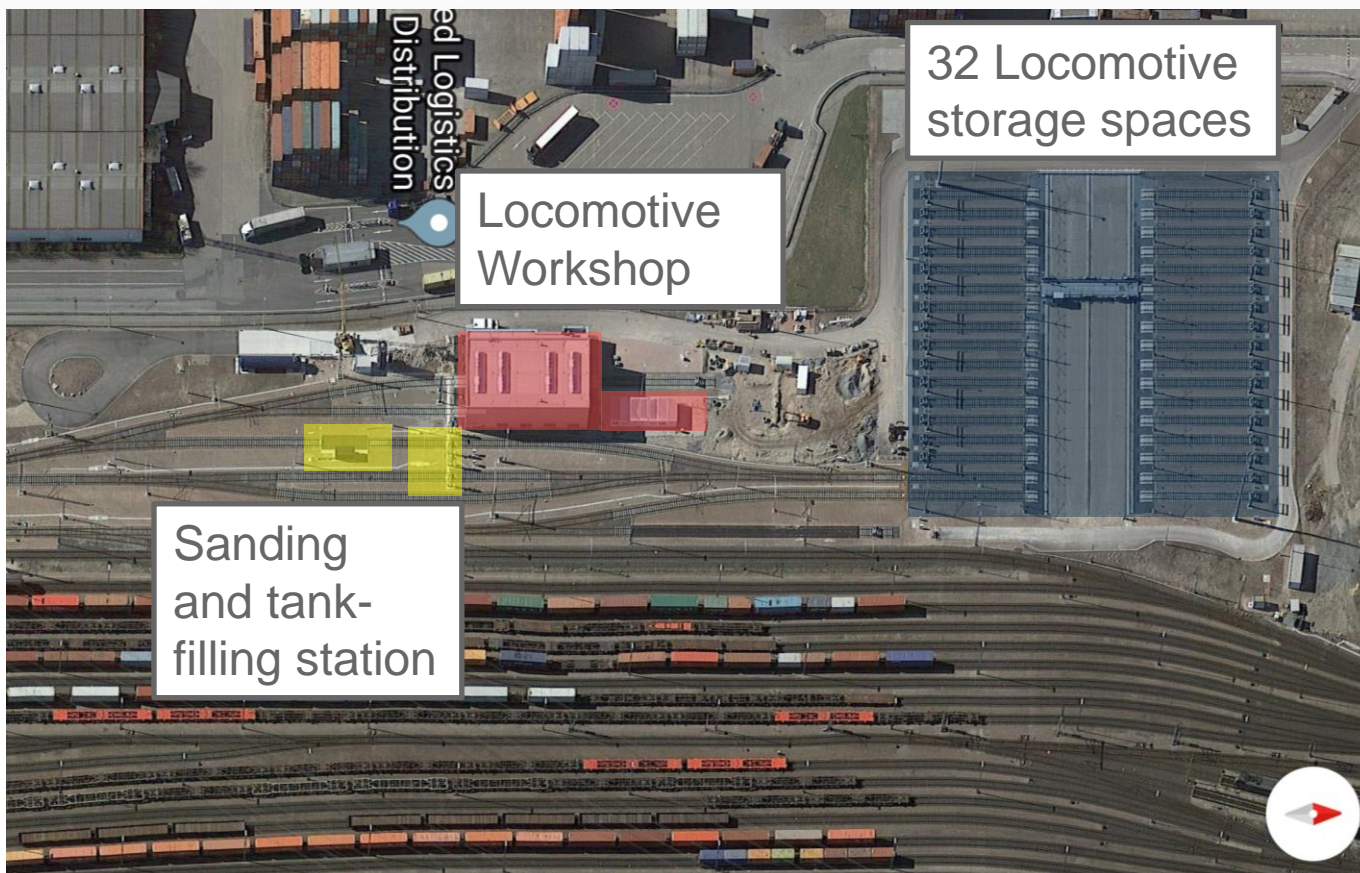 ed Logistics
Distribution
32 Locomotive
storage spaces
Locomotive
Workshop
Sanding
and tank-
filling station